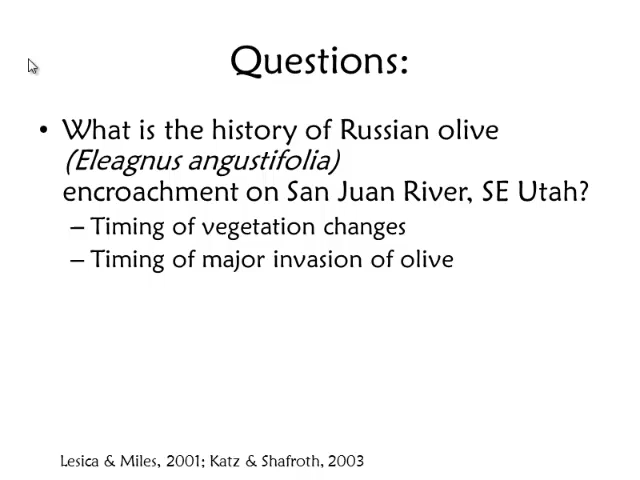 Questions:
• What is the history of Russian olive
(Eleagnus angustifolia)
encroachment on San Juan River, SE Utah?
– Timing of vegetation changes
– Timing of major invasion of olive
Lesica & Miles, 2001; Katz & Shafroth, 2003